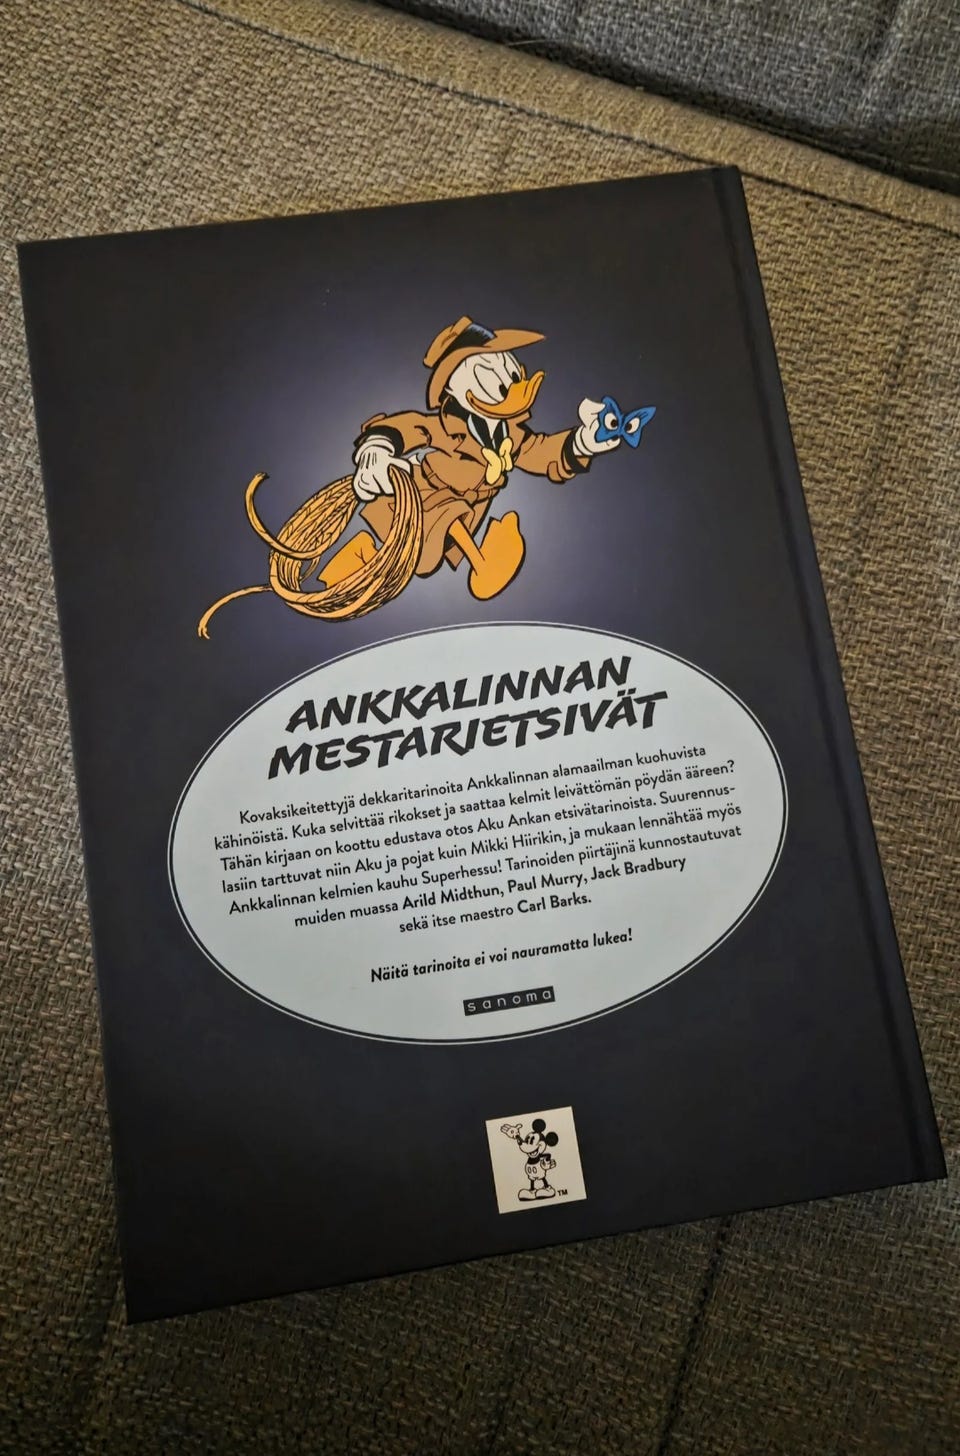 ANKKALINNAN
MESTARIETSIVÄT
Kovaksikeitettyjä dekkaritarinoita Ankkalinnan alamaailman kuohuvista
kähinöistä. Kuka selvittää rikokset ja saattaa kelmit leivättömän pöydän ääreen?
Tähän kirjaan on koottu edustava otos Aku Ankan etsivätarinoista. Suurennus-
lasiin tarttuvat niin Aku ja pojat kuin Mikki Hiirikin, ja mukaan lennähtää myös
Ankkalinnan kelmien kauhu Superhessu! Tarinoiden piirtäjinä kunnostautuvat
muiden muassa Arild Midthun, Paul Murry, Jack Bradbury
sekä itse maestro Carl Barks.
Näitä tarinoita ei voi nauramatta lukea!
sanoma
TM